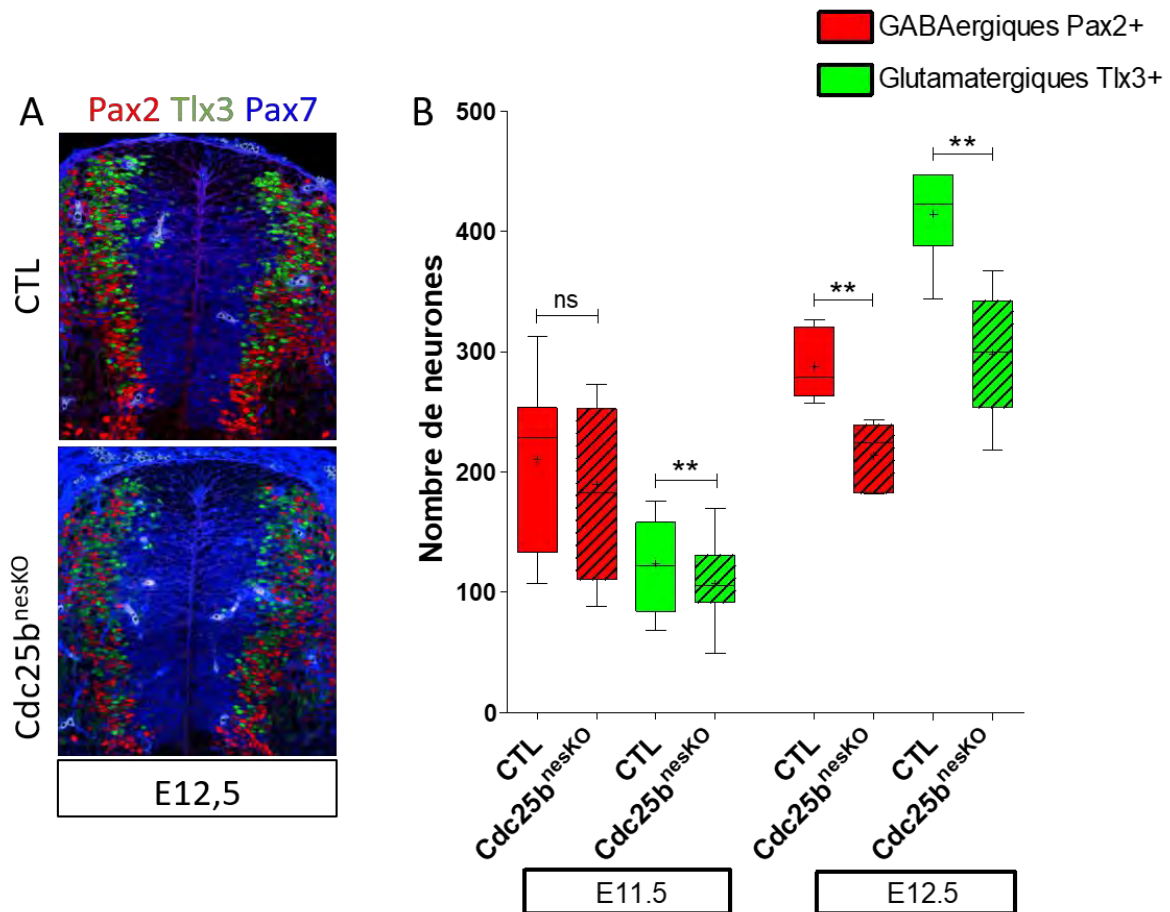 GABAergiques Pax2+
Glutamatergiques Tlx3+
A
Pax2 Tlx3 Pax7
CTL
Cdc25b^nesKO
E12,5
B
Nombre de neurones
500
400
300
200
100
0
ns
**
**
**
CTL
Cdc25b^nesKO
CTL
Cdc25b^nesKO
CTL
Cdc25b^nesKO
CTL
Cdc25b^nesKO
E11.5
E12.5